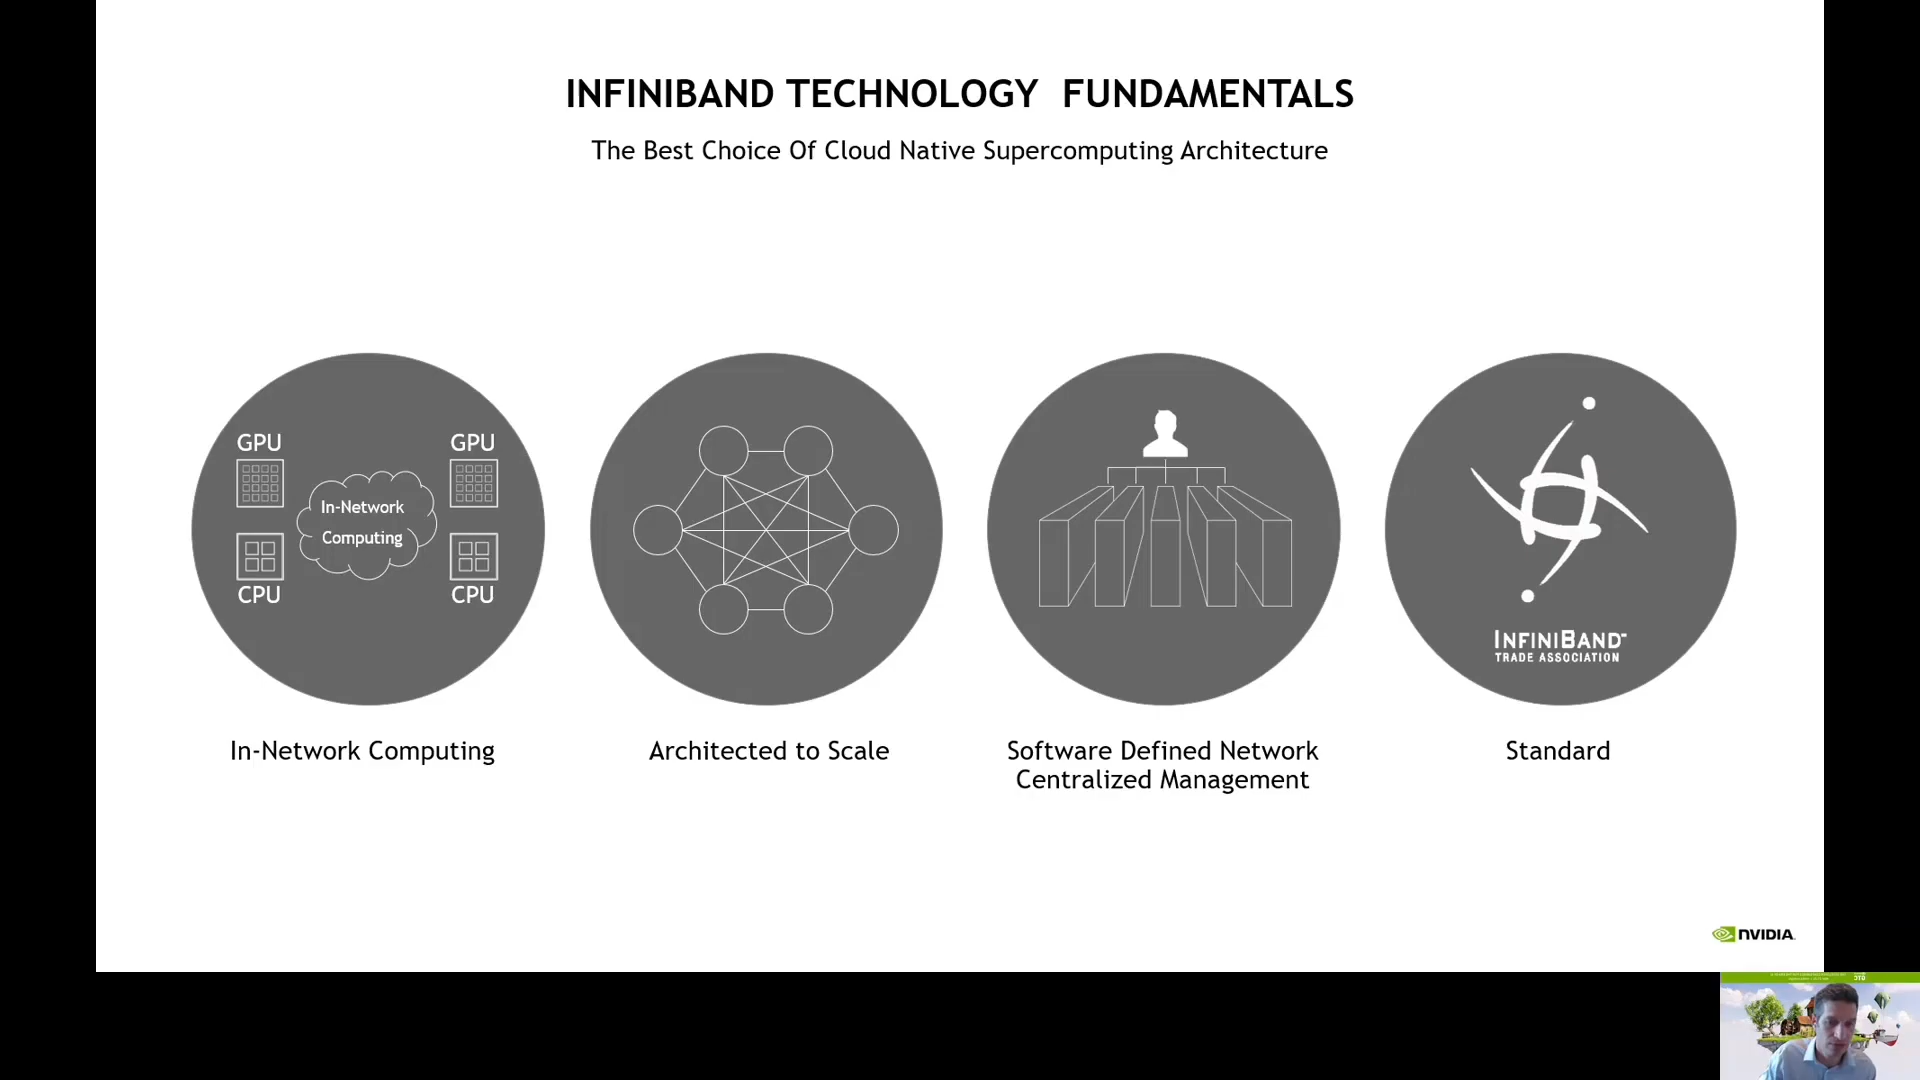 INFINIBAND TECHNOLOGY  FUNDAMENTALS
The Best Choice Of Cloud Native Supercomputing Architecture
GPU
GPU
In-Network
Computing
CPU
CPU
INFINIBAND™
TRADE ASSOCIATION
In-Network Computing
Architected to Scale
Software Defined Network
Centralized Management
Standard
NVIDIA.